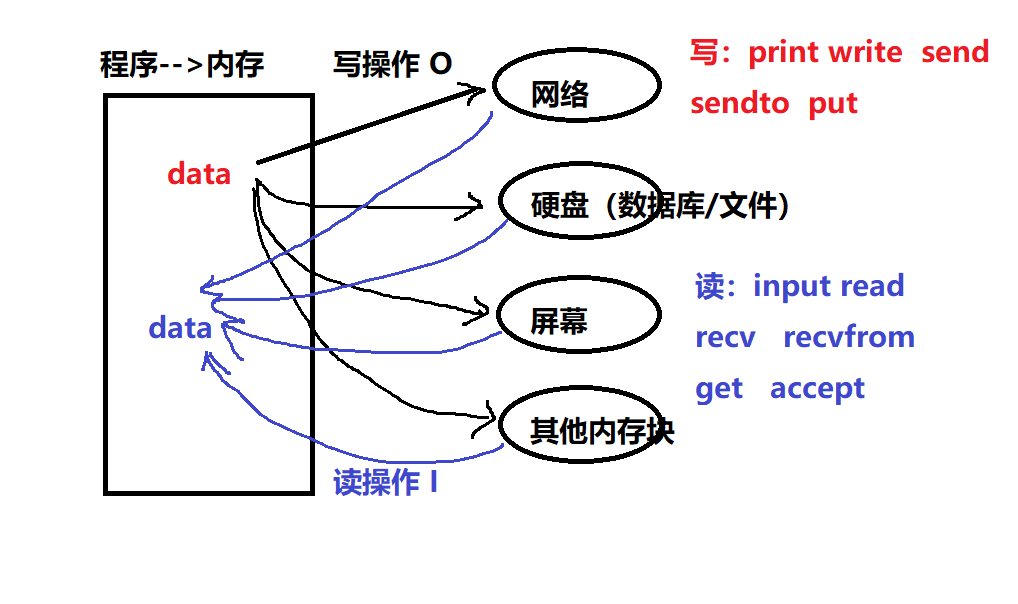 程序-->内存
写操作 O
网络
写：print write send
sendto put
data
硬盘（数据库/文件）
读：input read
屏幕
data
recv recvfrom
get accept
其他内存块
读操作 I